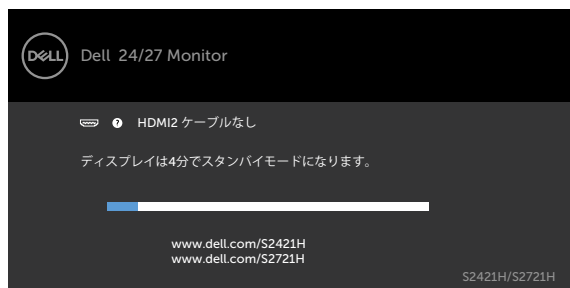 DELL Dell 24/27 Monitor
? HDMI2 ケーブルなし
ディスプレイは4分でスタンバイモードになります。
www.dell.com/S2421H
www.dell.com/S2721H
S2421H/S2721H